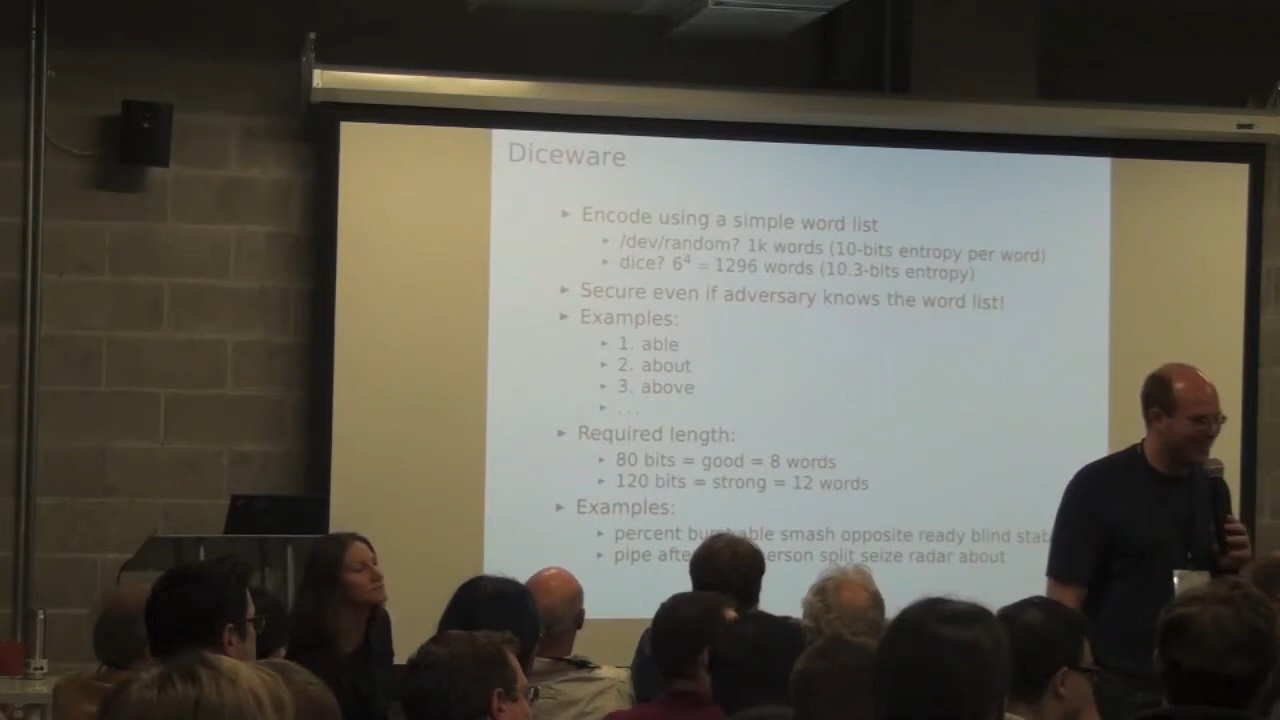 Diceware
▸ Encode using a simple word list
▸ /dev/random? 1k words (10-bits entropy per word)
▸ dice? 6⁴ = 1296 words (10.3-bits entropy)
▸ Secure even if adversary knows the word list!
▸ Examples:
▸ 1. able
▸ 2. about
▸ 3. above
▸ . . .
▸ Required length:
▸ 80 bits = good = 8 words
▸ 120 bits = strong = 12 words
▸ Examples:
▸ percent able smash opposite ready blind
▸ pipe split seize radar about